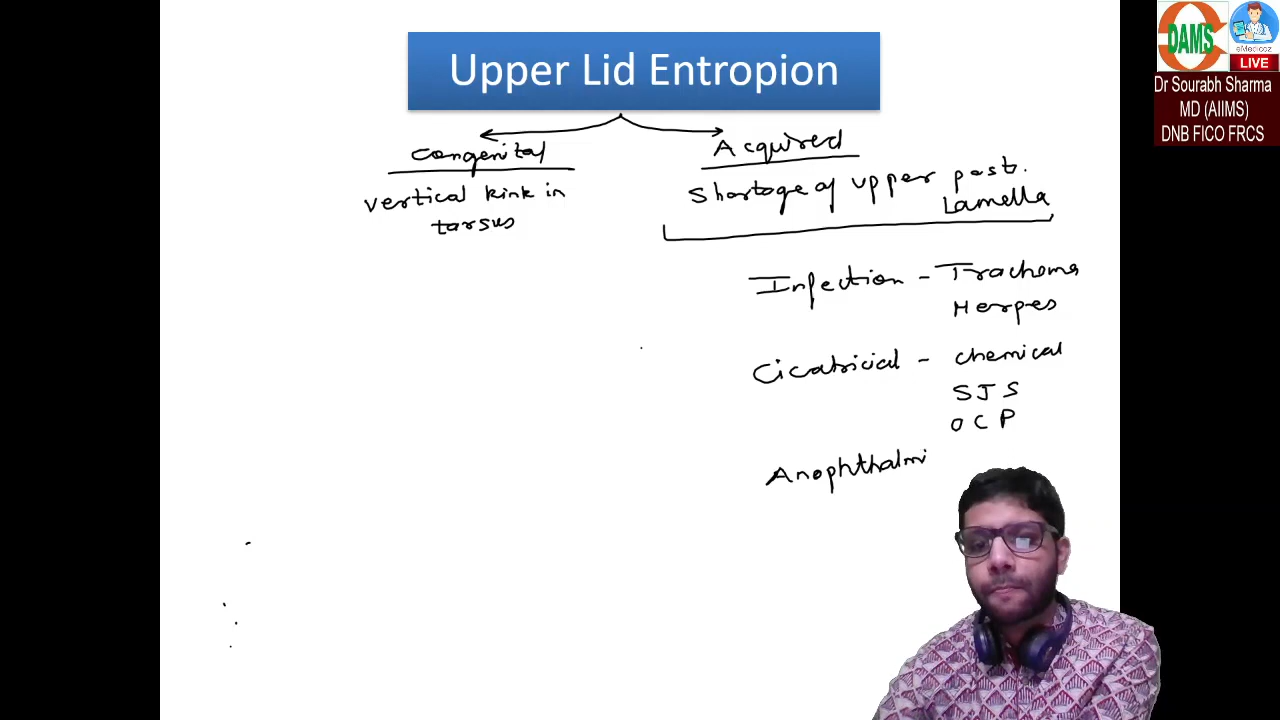 Upper Lid Entropion
Congenital
vertical kink in
tarsus
Acquired
Shortage of upper post.
Lamella
Infection - Trachoma
Herpes
Cicatricial - chemical
SJS
OCP
Anophthalmi
DAMS
eMedicoz
LIVE
Dr Sourabh Sharma
MD (AIIMS)
DNB FICO FRCS